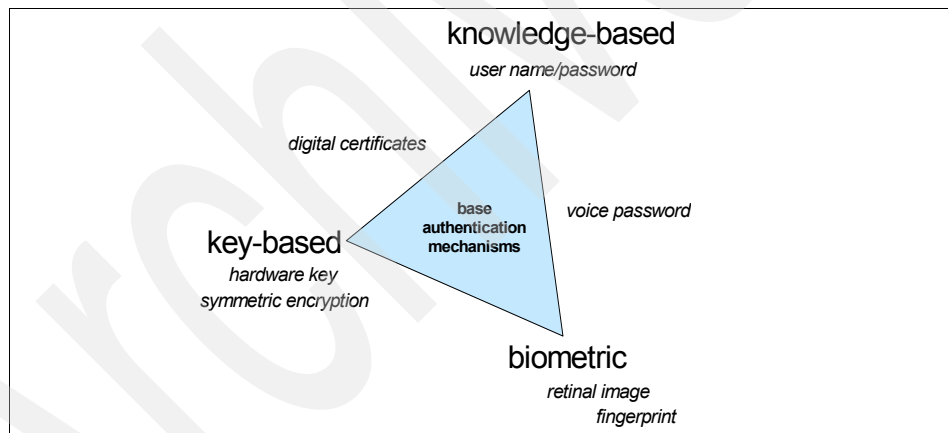 knowledge-based
user name/password
digital certificates
voice password
base
authentication
mechanisms
key-based
hardware key
symmetric encryption
biometric
retinal image
fingerprint